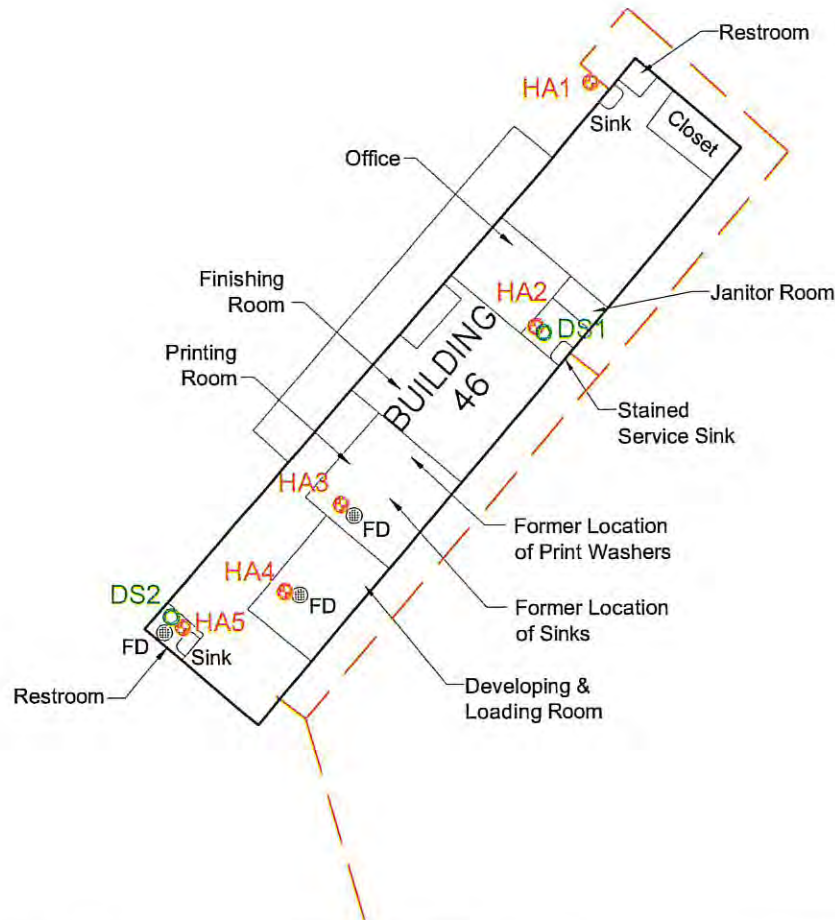 Restroom
HA1
Sink
Closet
Office
Finishing
Room
HA2
DS1
Janitor Room
Printing
Room
BUILDING
46
Stained
Service Sink
HA3
FD
Former Location
of Print Washers
HA4
FD
Former Location
of Sinks
DS2
HA5
FD
Sink
Restroom
Developing &
Loading Room